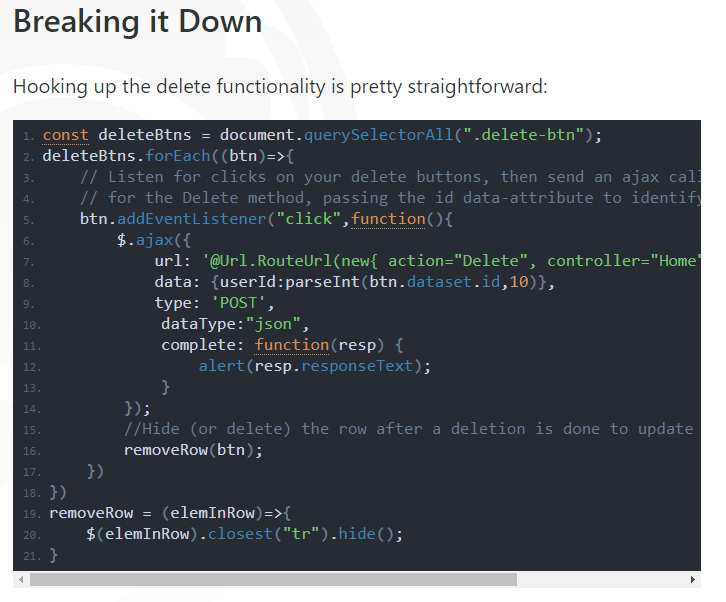 Breaking it Down
Hooking up the delete functionality is pretty straightforward:
1. const deleteBtns = document.querySelectorAll(".delete-btn");
2. deleteBtns.forEach((btn)=>{
3. // Listen for clicks on your delete buttons, then send an ajax call
4. // for the Delete method, passing the id data-attribute to identify
5. btn.addEventListener("click",function(){
6. $.ajax({
7. url: '@Url.RouteUrl(new{ action="Delete", controller="Home"
8. data: {userId:parseInt(btn.dataset.id,10)},
9. type: 'POST',
10. dataType:"json",
11. complete: function(resp) {
12. alert(resp.responseText);
13. }
14. });
15. //Hide (or delete) the row after a deletion is done to update
16. removeRow(btn);
17. })
18. })
19. removeRow = (elemInRow)=>{
20. $(elemInRow).closest("tr").hide();
21. }